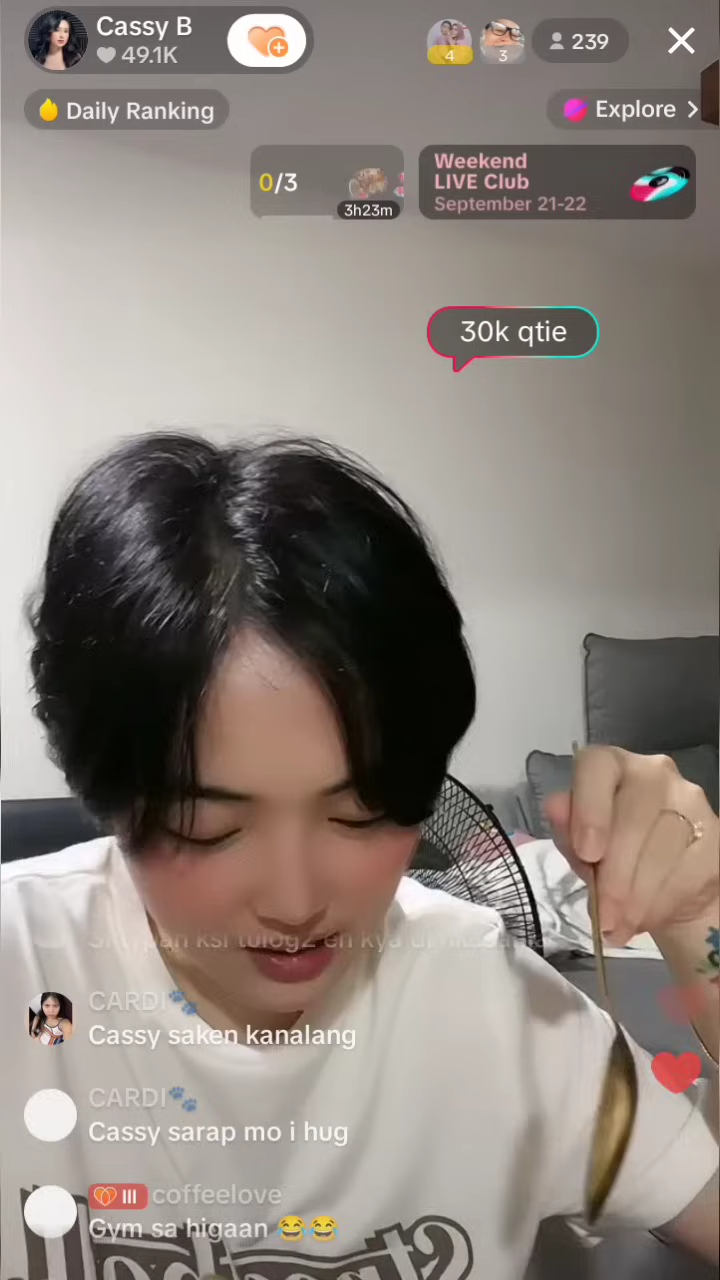 Cassy B
49.1K
4
3
239
Daily Ranking
Explore
0/3
3h23m
Weekend
LIVE Club
September 21-22
30k qtie
CARDI🐾
Cassy saken kanalang
CARDI🐾
Cassy sarap mo i hug
III coffeelove
Gym sa higaan 😂😂